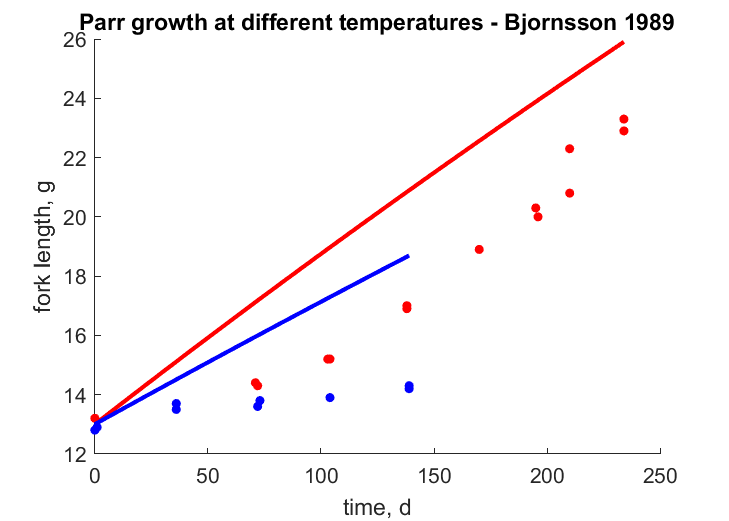 Parr growth at different temperatures - Bjornsson 1989
26
24
22
20
18
16
14
12
fork length, g
0 50 100 150 200 250
time, d